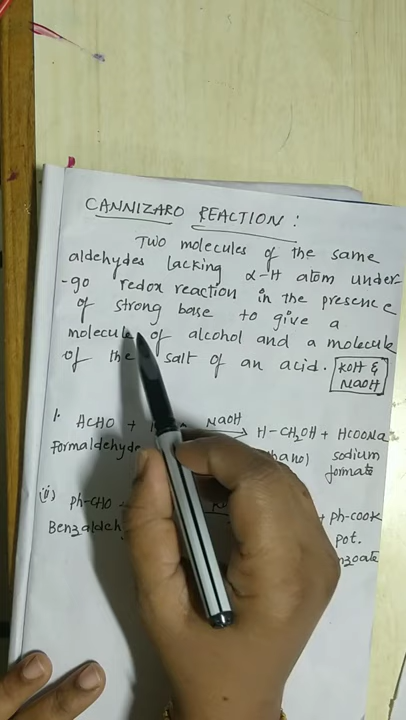 CANNIZARO REACTION :
Two molecules of the same
aldehydes lacking α-H atom under
-go redox reaction in the presence
of strong base to give a
molecule of alcohol and a molecule
of the salt of an acid. KOH &
NaOH
1. HCHO + NaOH H-CH2OH + HCOONa
formaldehyde sodium
formate
(ii) Ph-CHO + Ph-COOK
Pot.